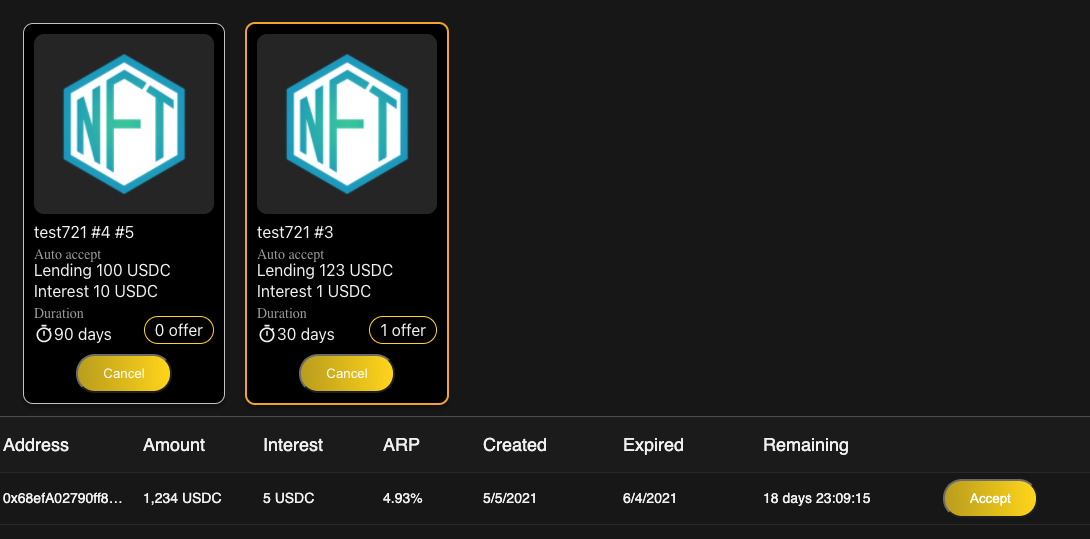 NFT
test721 #4 #5
Auto accept
Lending 100 USDC
Interest 10 USDC
Duration
90 days
0 offer
Cancel
NFT
test721 #3
Auto accept
Lending 123 USDC
Interest 1 USDC
Duration
30 days
1 offer
Cancel
Address Amount Interest ARP Created Expired Remaining
0x68efA02790ff8... 1,234 USDC 5 USDC 4.93% 5/5/2021 6/4/2021 18 days 23:09:15 Accept